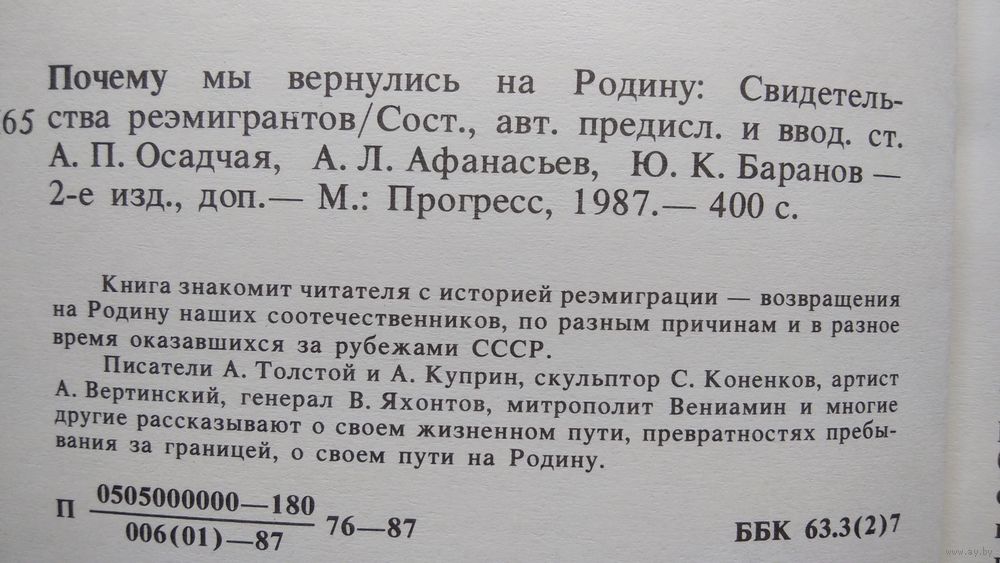 Почему мы вернулись на Родину: Свидетель-
65 ства реэмигрантов/Сост., авт. предисл. и ввод. ст.
А. П. Осадчая, А. Л. Афанасьев, Ю. К. Баранов —
2-е изд., доп.— М.: Прогресс, 1987.— 400 с.
Книга знакомит читателя с историей реэмиграции — возвращения
на Родину наших соотечественников, по разным причинам и в разное
время оказавшихся за рубежами СССР.
Писатели А. Толстой и А. Куприн, скульптор С. Коненков, артист
А. Вертинский, генерал В. Яхонтов, митрополит Вениамин и многие
другие рассказывают о своем жизненном пути, превратностях пребы-
вания за границей, о своем пути на Родину.
П 0505000000—180
006(01)—87 76—87
ББК 63.3(2)7
www.ay.by